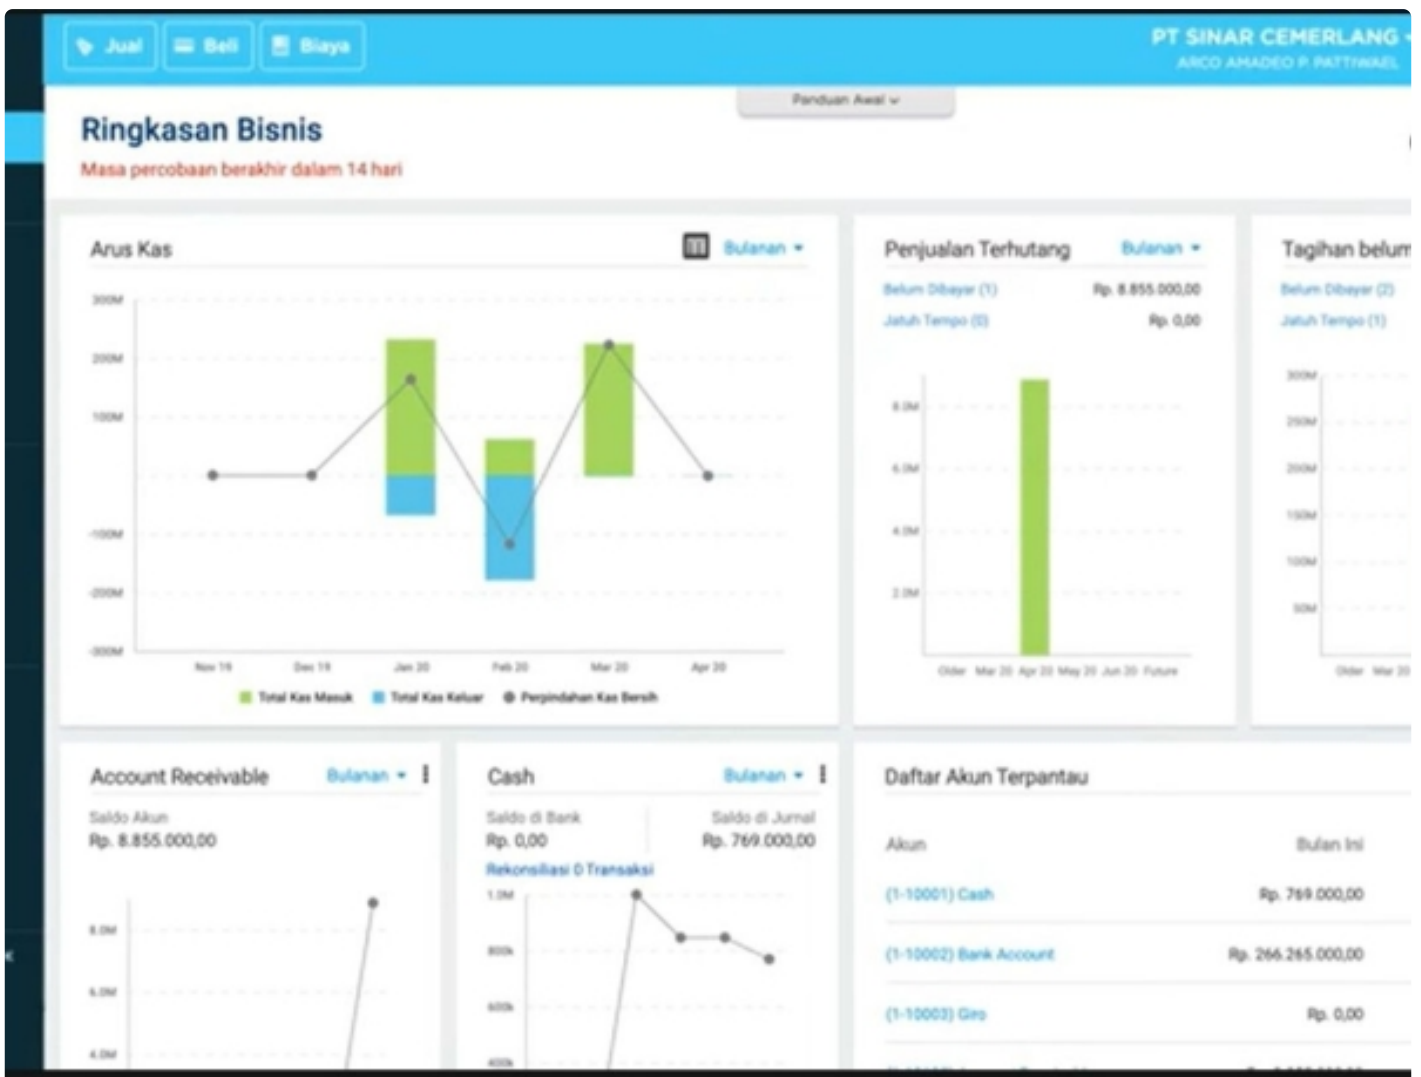 Jual Beli Biaya
PT SINAR CEMERLANG
ARCO AMADEO P. PATTIWAEL
Panduan Awal
Ringkasan Bisnis
Masa percobaan berakhir dalam 14 hari
Arus Kas Bulanan
300M
200M
100M
-100M
-200M
-300M
Nov 19 Dec 19 Jan 20 Feb 20 Mar 20 Apr 20
Total Kas Masuk Total Kas Keluar Perpindahan Kas Bersih
Penjualan Terhutang Bulanan
Belum Dibayar (1) Rp. 8.855.000,00
Jatuh Tempo (0) Rp. 0,00
8.0M
6.0M
4.0M
2.0M
Older Mar 20 Apr 20 May 20 Jun 20 Future
Tagihan belum
Belum Dibayar (2)
Jatuh Tempo (1)
300M
250M
200M
150M
100M
50M
Older Mar 20
Account Receivable Bulanan
Saldo Akun
Rp. 8.855.000,00
8.0M
6.0M
4.0M
Cash Bulanan
Saldo di Bank Saldo di Jurnal
Rp. 0,00 Rp. 769.000,00
Rekonsiliasi 0 Transaksi
1.0M
800k
600k
400k
Daftar Akun Terpantau
Akun Bulan Ini
(1-10001) Cash Rp. 769.000,00
(1-10002) Bank Account Rp. 266.265.000,00
(1-10003) Giro Rp. 0,00